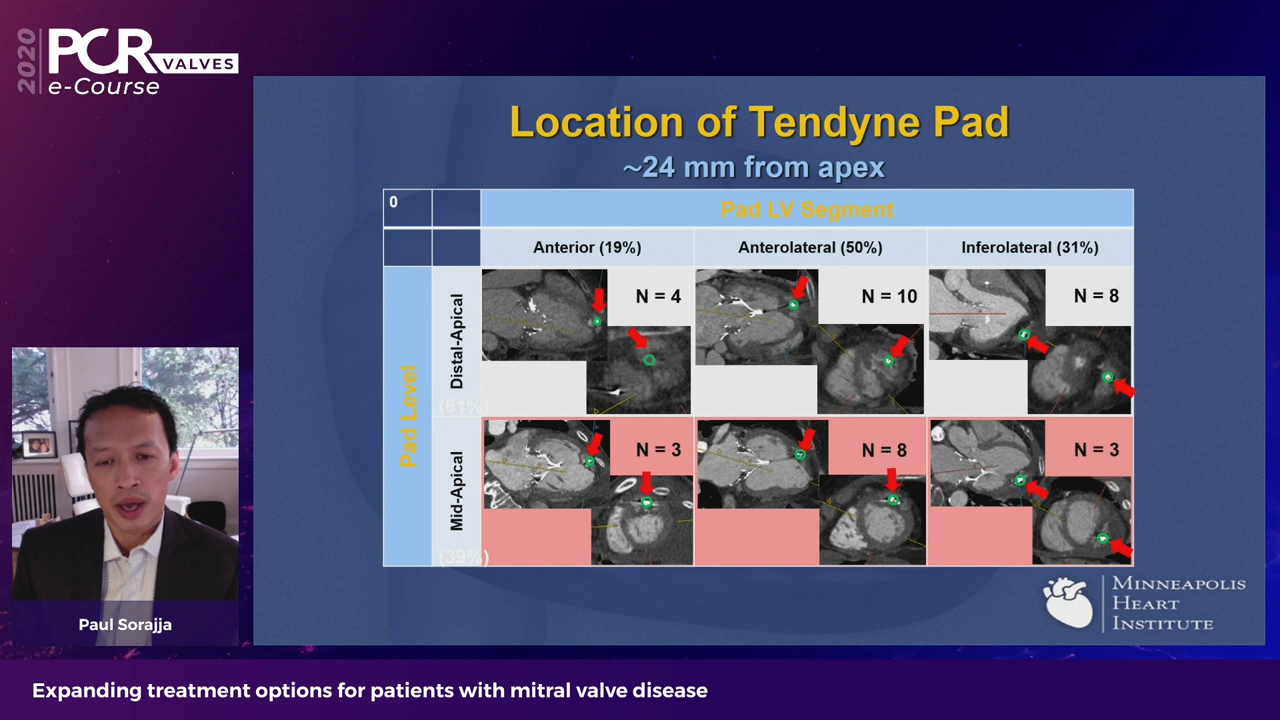 2020
PCR
VALVES
e-Course
Location of Tendyne Pad
~24 mm from apex
0
Pad LV Segment
Anterior (19%)
Anterolateral (50%)
Inferolateral (31%)
Pad Level
Distal-Apical
(61%)
N = 4
N = 10
N = 8
Mid-Apical
(39%)
N = 3
N = 8
N = 3
MINNEAPOLIS
HEART
INSTITUTE
Paul Sorajja
Expanding treatment options for patients with mitral valve disease